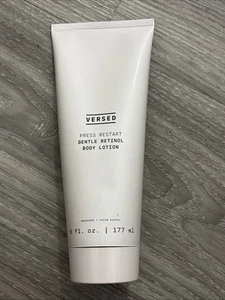 VERSED
PRESS RESTART
GENTLE RETINOL
BODY LOTION
fl. oz. | 177 ml